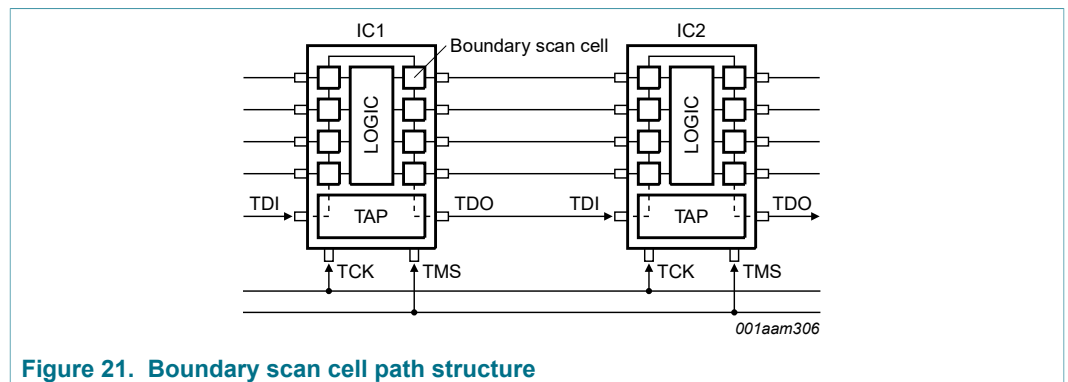 IC1
IC2
Boundary scan cell
LOGIC
LOGIC
TDI
TAP
TDO
TDI
TAP
TDO
TCK
TMS
TCK
TMS
001aam306
Figure 21. Boundary scan cell path structure